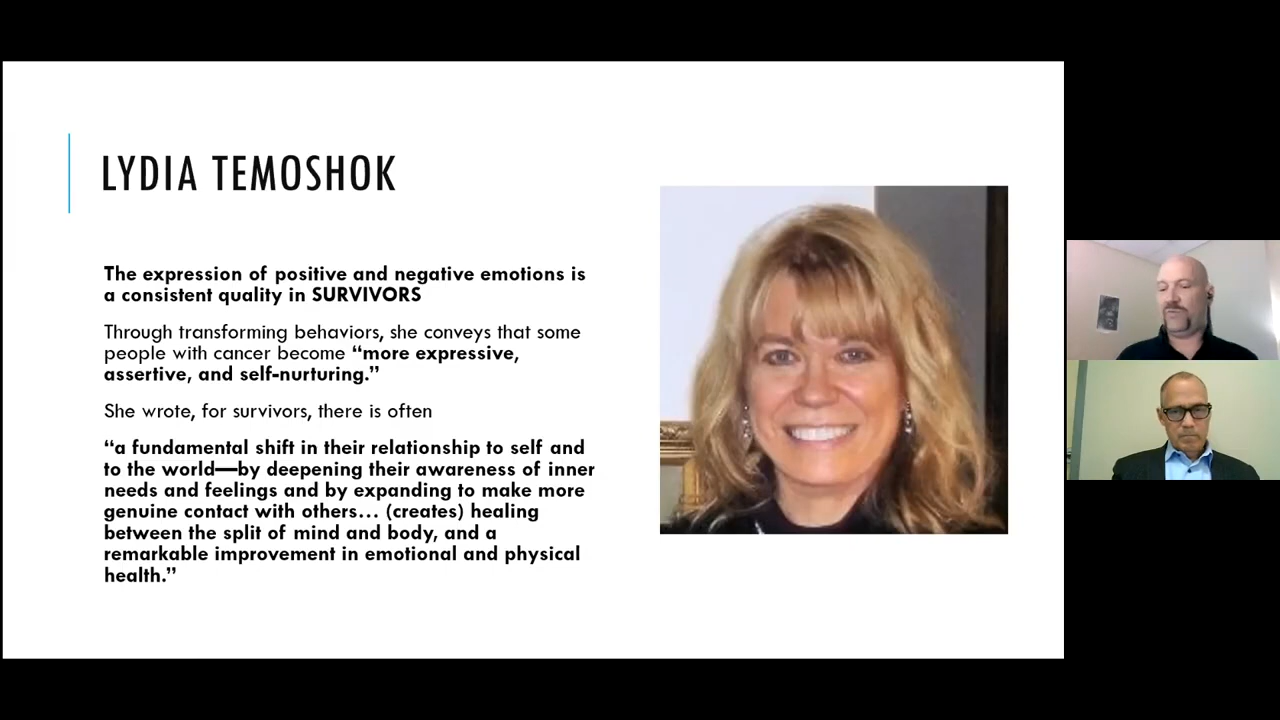 LYDIA TEMOSHOK
The expression of positive and negative emotions is
a consistent quality in SURVIVORS
Through transforming behaviors, she conveys that some
people with cancer become “more expressive,
assertive, and self-nurturing.”
She wrote, for survivors, there is often
“a fundamental shift in their relationship to self and
to the world—by deepening their awareness of inner
needs and feelings and by expanding to make more
genuine contact with others… (creates) healing
between the split of mind and body, and a
remarkable improvement in emotional and physical
health.”